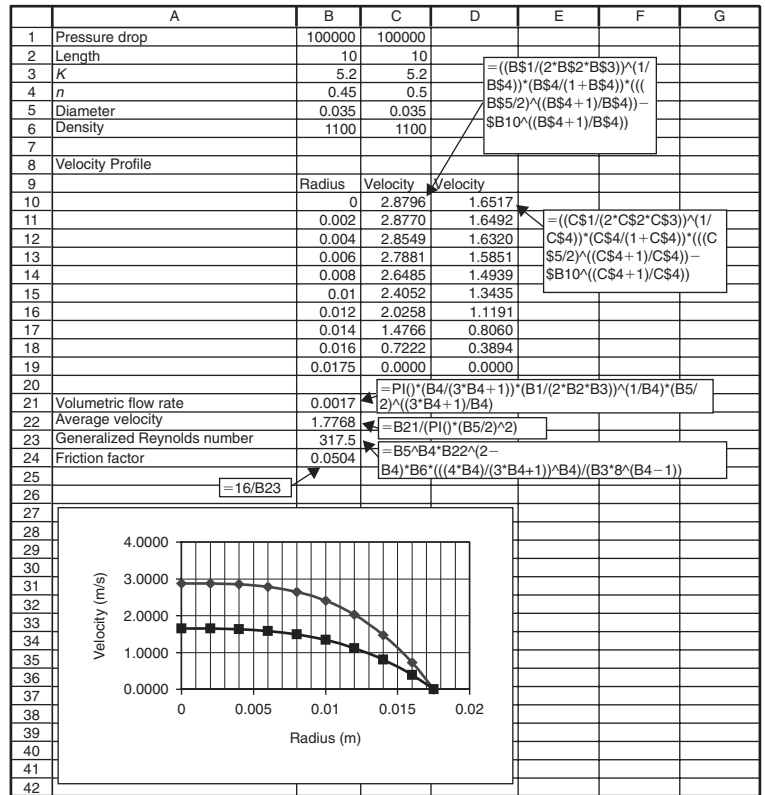 A B C D E F G
1 Pressure drop 100000 100000
2 Length 10 10
3 K 5.2 5.2
4 n 0.45 0.5
5 Diameter 0.035 0.035
6 Density 1100 1100
=((B$1/(2*B$2*B$3))^(1/
B$4))*(B$4/(1+B$4))*(((
B$5/2)^((B$4+1)/B$4))−
$B10^((B$4+1)/B$4))
7
8 Velocity Profile
9 Radius Velocity Velocity
10 0 2.8796 1.6517
11 0.002 2.8770 1.6492
12 0.004 2.8549 1.6320
13 0.006 2.7881 1.5851
14 0.008 2.6485 1.4939
15 0.01 2.4052 1.3435
16 0.012 2.0258 1.1191
17 0.014 1.4766 0.8060
18 0.016 0.7222 0.3894
19 0.0175 0.0000 0.0000
=((C$1/(2*C$2*C$3))^(1/
C$4))*(C$4/(1+C$4))*(((C
$5/2)^((C$4+1)/C$4))−
$B10^((C$4+1)/C$4))
20
21 Volumetric flow rate 0.0017
=PI()*(B4/(3*B4+1))*(B1/(2*B2*B3))^(1/B4)*(B5/
2)^((3*B4+1)/B4)
22 Average velocity 1.7768 =B21/(PI()*(B5/2)^2)
23 Generalized Reynolds number 317.5
=B5^B4*B22^(2−
B4)*B6*(((4*B4)/(3*B4+1))^B4)/(B3*8^(B4−1))
24 Friction factor 0.0504
25
=16/B23
26
27
28
29
30
31
32
33
34
35
36
37
38
39
40
41
42
4.0000
3.0000
2.0000
1.0000
0.0000
Velocity (m/s)
0 0.005 0.01 0.015 0.02
Radius (m)